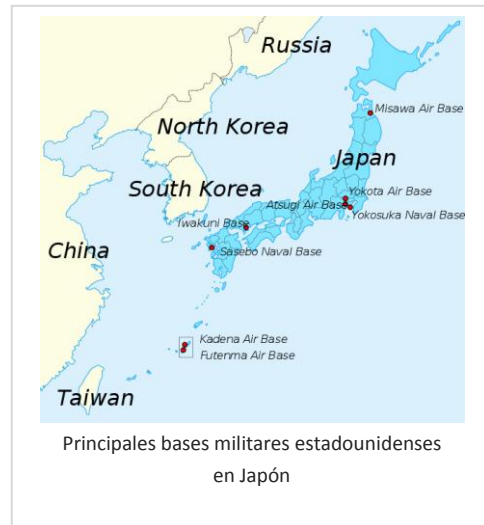 Russia
Misawa Air Base
North Korea
Japan
South Korea
Yokota Air Base
Atsugi Air Base
Yokosuka Naval Base
Iwakuni Base
China
Sasebo Naval Base
Kadena Air Base
Futenma Air Base
Taiwan
Principales bases militares estadounidenses
en Japón